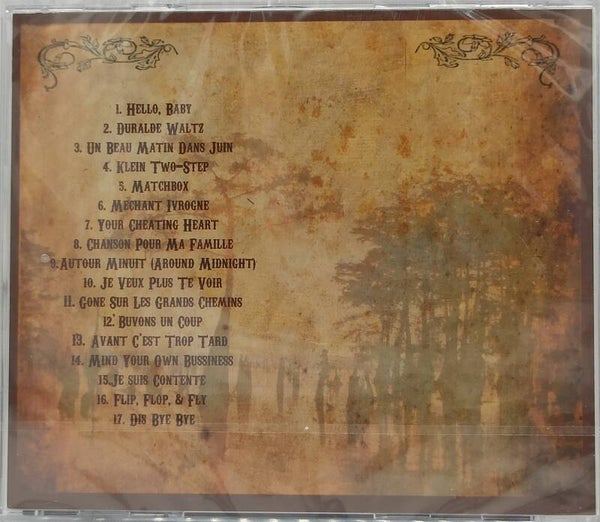 1. Hello, Baby
2. Duralde Waltz
3. Un Beau Matin Dans Juin
4. Klein Two-Step
5. Matchbox
6. Mechant Ivrogne
7. Your Cheating Heart
8. Chanson Pour Ma Famille
9. Autour Minuit (Around Midnight)
10. Je Veux Plus Te Voir
11. Gone Sur Les Grands Chemins
12. Buvons un Coup
13. Avant C'est Trop Tard
14. Mind Your Own Bussiness
15. Je suis Contente
16. Flip, Flop, & Fly
17. Dis Bye Bye